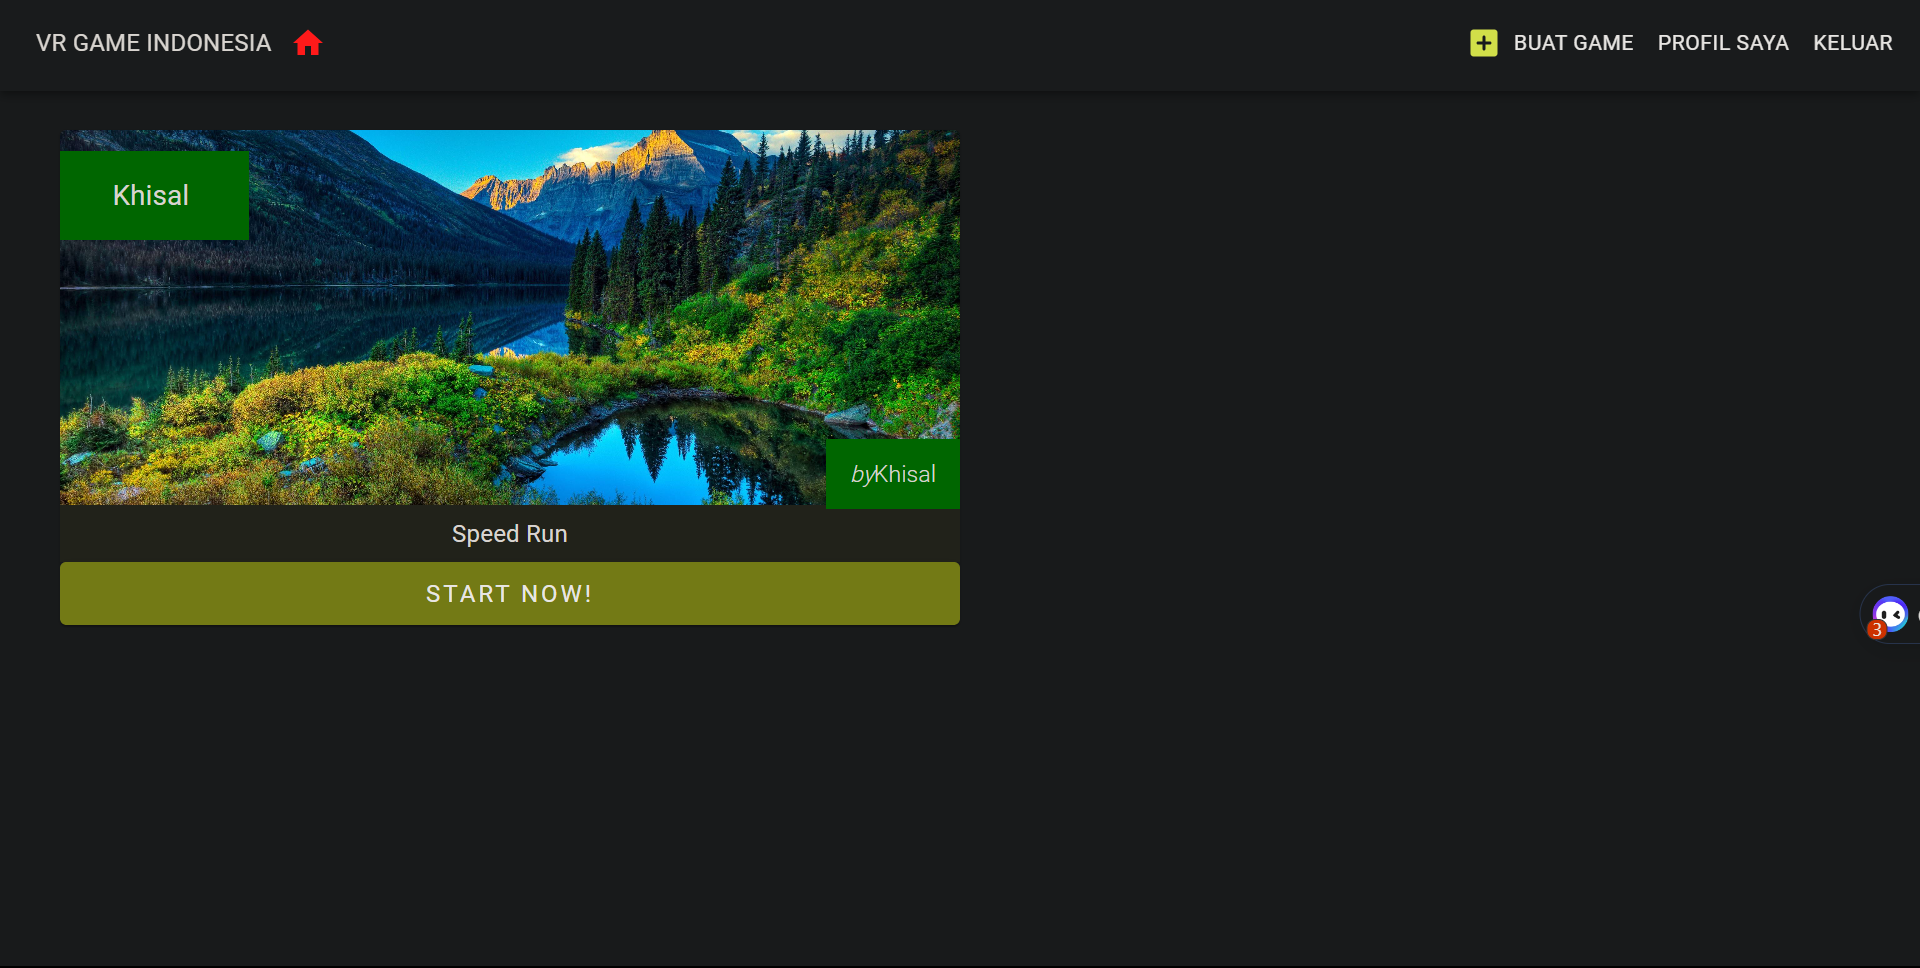 VR GAME INDONESIA
BUAT GAME PROFIL SAYA KELUAR
Khisal
byKhisal
Speed Run
START NOW!
3